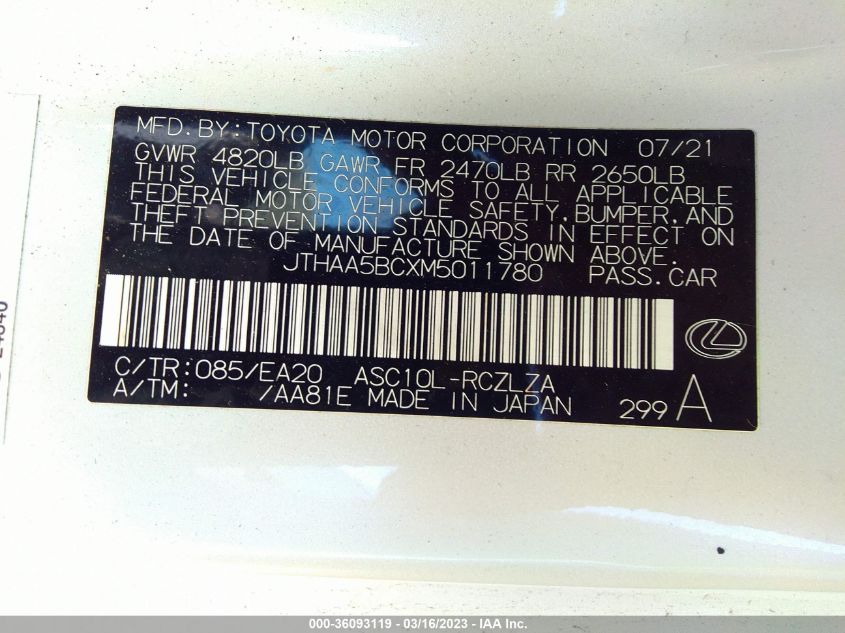 MFD. BY: TOYOTA MOTOR CORPORATION 07/21
GVWR 4820LB GAWR FR 2470LB RR 2650LB
THIS VEHICLE CONFORMS TO ALL APPLICABLE
FEDERAL MOTOR VEHICLE SAFETY, BUMPER, AND
THEFT PREVENTION STANDARDS IN EFFECT ON
THE DATE OF MANUFACTURE SHOWN ABOVE.
JTHAA5BCXM5011780 PASS. CAR
C/TR: 085/EA20 ASC10L-RCZLZA
A/TM: /AA81E MADE IN JAPAN 299 A
000-36093119 - 03/16/2023 - IAA Inc.